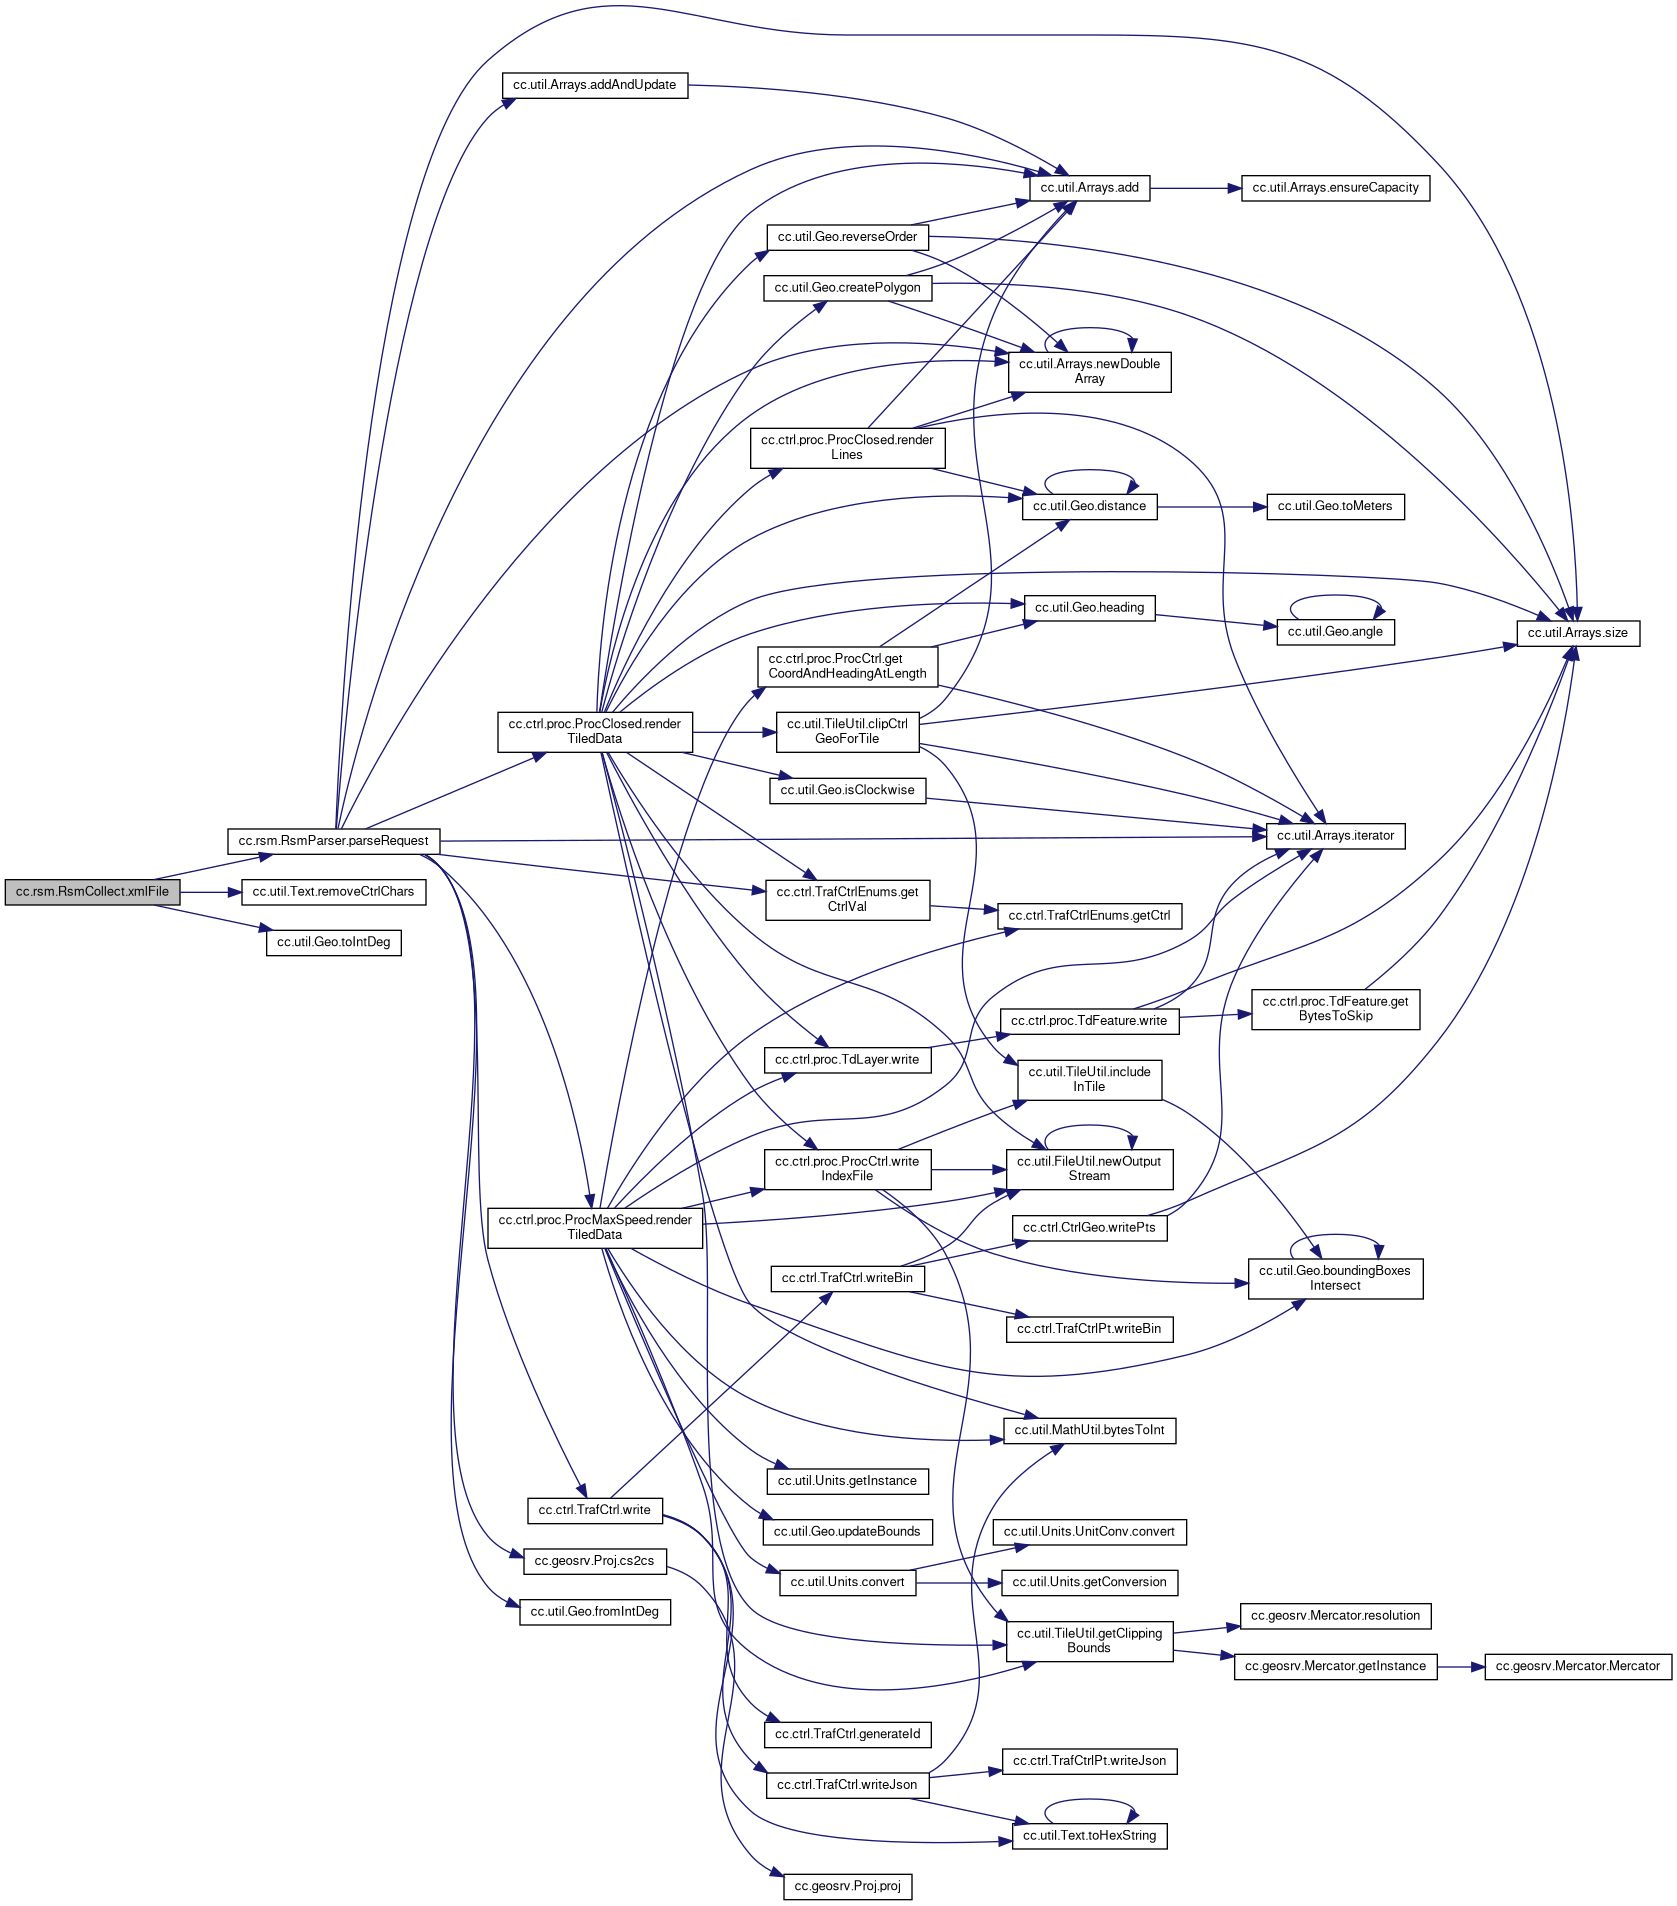 cc.util.Arrays.addAndUpdate
cc.util.Arrays.add
cc.util.Arrays.ensureCapacity
cc.util.Geo.reverseOrder
cc.util.Geo.createPolygon
cc.util.Arrays.newDouble
Array
cc.ctrl.proc.ProcClosed.render
Lines
cc.util.Geo.distance
cc.util.Geo.toMeters
cc.util.Geo.heading
cc.util.Geo.angle
cc.util.Arrays.size
cc.ctrl.proc.ProcCtrl.get
CoordAndHeadingAtLength
cc.ctrl.proc.ProcClosed.render
TiledData
cc.util.TileUtil.clipCtrl
GeoForTile
cc.util.Geo.isClockwise
cc.util.Arrays.iterator
cc.rsm.RsmParser.parseRequest
cc.rsm.RsmCollect.xmlFile
cc.util.Text.removeCtrlChars
cc.ctrl.TrafCtrlEnums.get
CtrlVal
cc.ctrl.TrafCtrlEnums.getCtrl
cc.util.Geo.toIntDeg
cc.ctrl.proc.TdFeature.get
BytesToSkip
cc.ctrl.proc.TdFeature.write
cc.ctrl.proc.TdLayer.write
cc.util.TileUtil.include
InTile
cc.ctrl.proc.ProcCtrl.write
IndexFile
cc.util.FileUtil.newOutput
Stream
cc.ctrl.proc.ProcMaxSpeed.render
TiledData
cc.ctrl.CtrlGeo.writePts
cc.ctrl.TrafCtrl.writeBin
cc.util.Geo.boundingBoxes
Intersect
cc.ctrl.TrafCtrlPt.writeBin
cc.util.MathUtil.bytesToInt
cc.util.Units.getInstance
cc.ctrl.TrafCtrl.write
cc.util.Geo.updateBounds
cc.util.Units.UnitConv.convert
cc.geosrv.Proj.cs2cs
cc.util.Units.convert
cc.util.Units.getConversion
cc.util.Geo.fromIntDeg
cc.util.TileUtil.getClipping
Bounds
cc.geosrv.Mercator.resolution
cc.geosrv.Mercator.getInstance
cc.geosrv.Mercator.Mercator
cc.ctrl.TrafCtrl.generateId
cc.ctrl.TrafCtrlPt.writeJson
cc.ctrl.TrafCtrl.writeJson
cc.util.Text.toHexString
cc.geosrv.Proj.proj